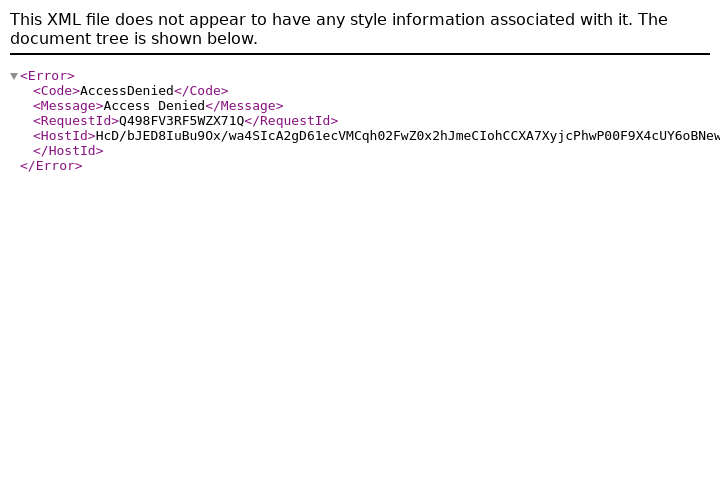 This XML file does not appear to have any style information associated with it. The
document tree is shown below.
<Error>
<Code>AccessDenied</Code>
<Message>Access Denied</Message>
<RequestId>Q498FV3RF5WZX71Q</RequestId>
<HostId>HcD/bJED8IuBu9Ox/wa4SIcA2gD61ecVMCqh02FwZ0x2hJmeCIohCCXA7XyjcPhwP00F9X4cUY6oBNew
</HostId>
</Error>